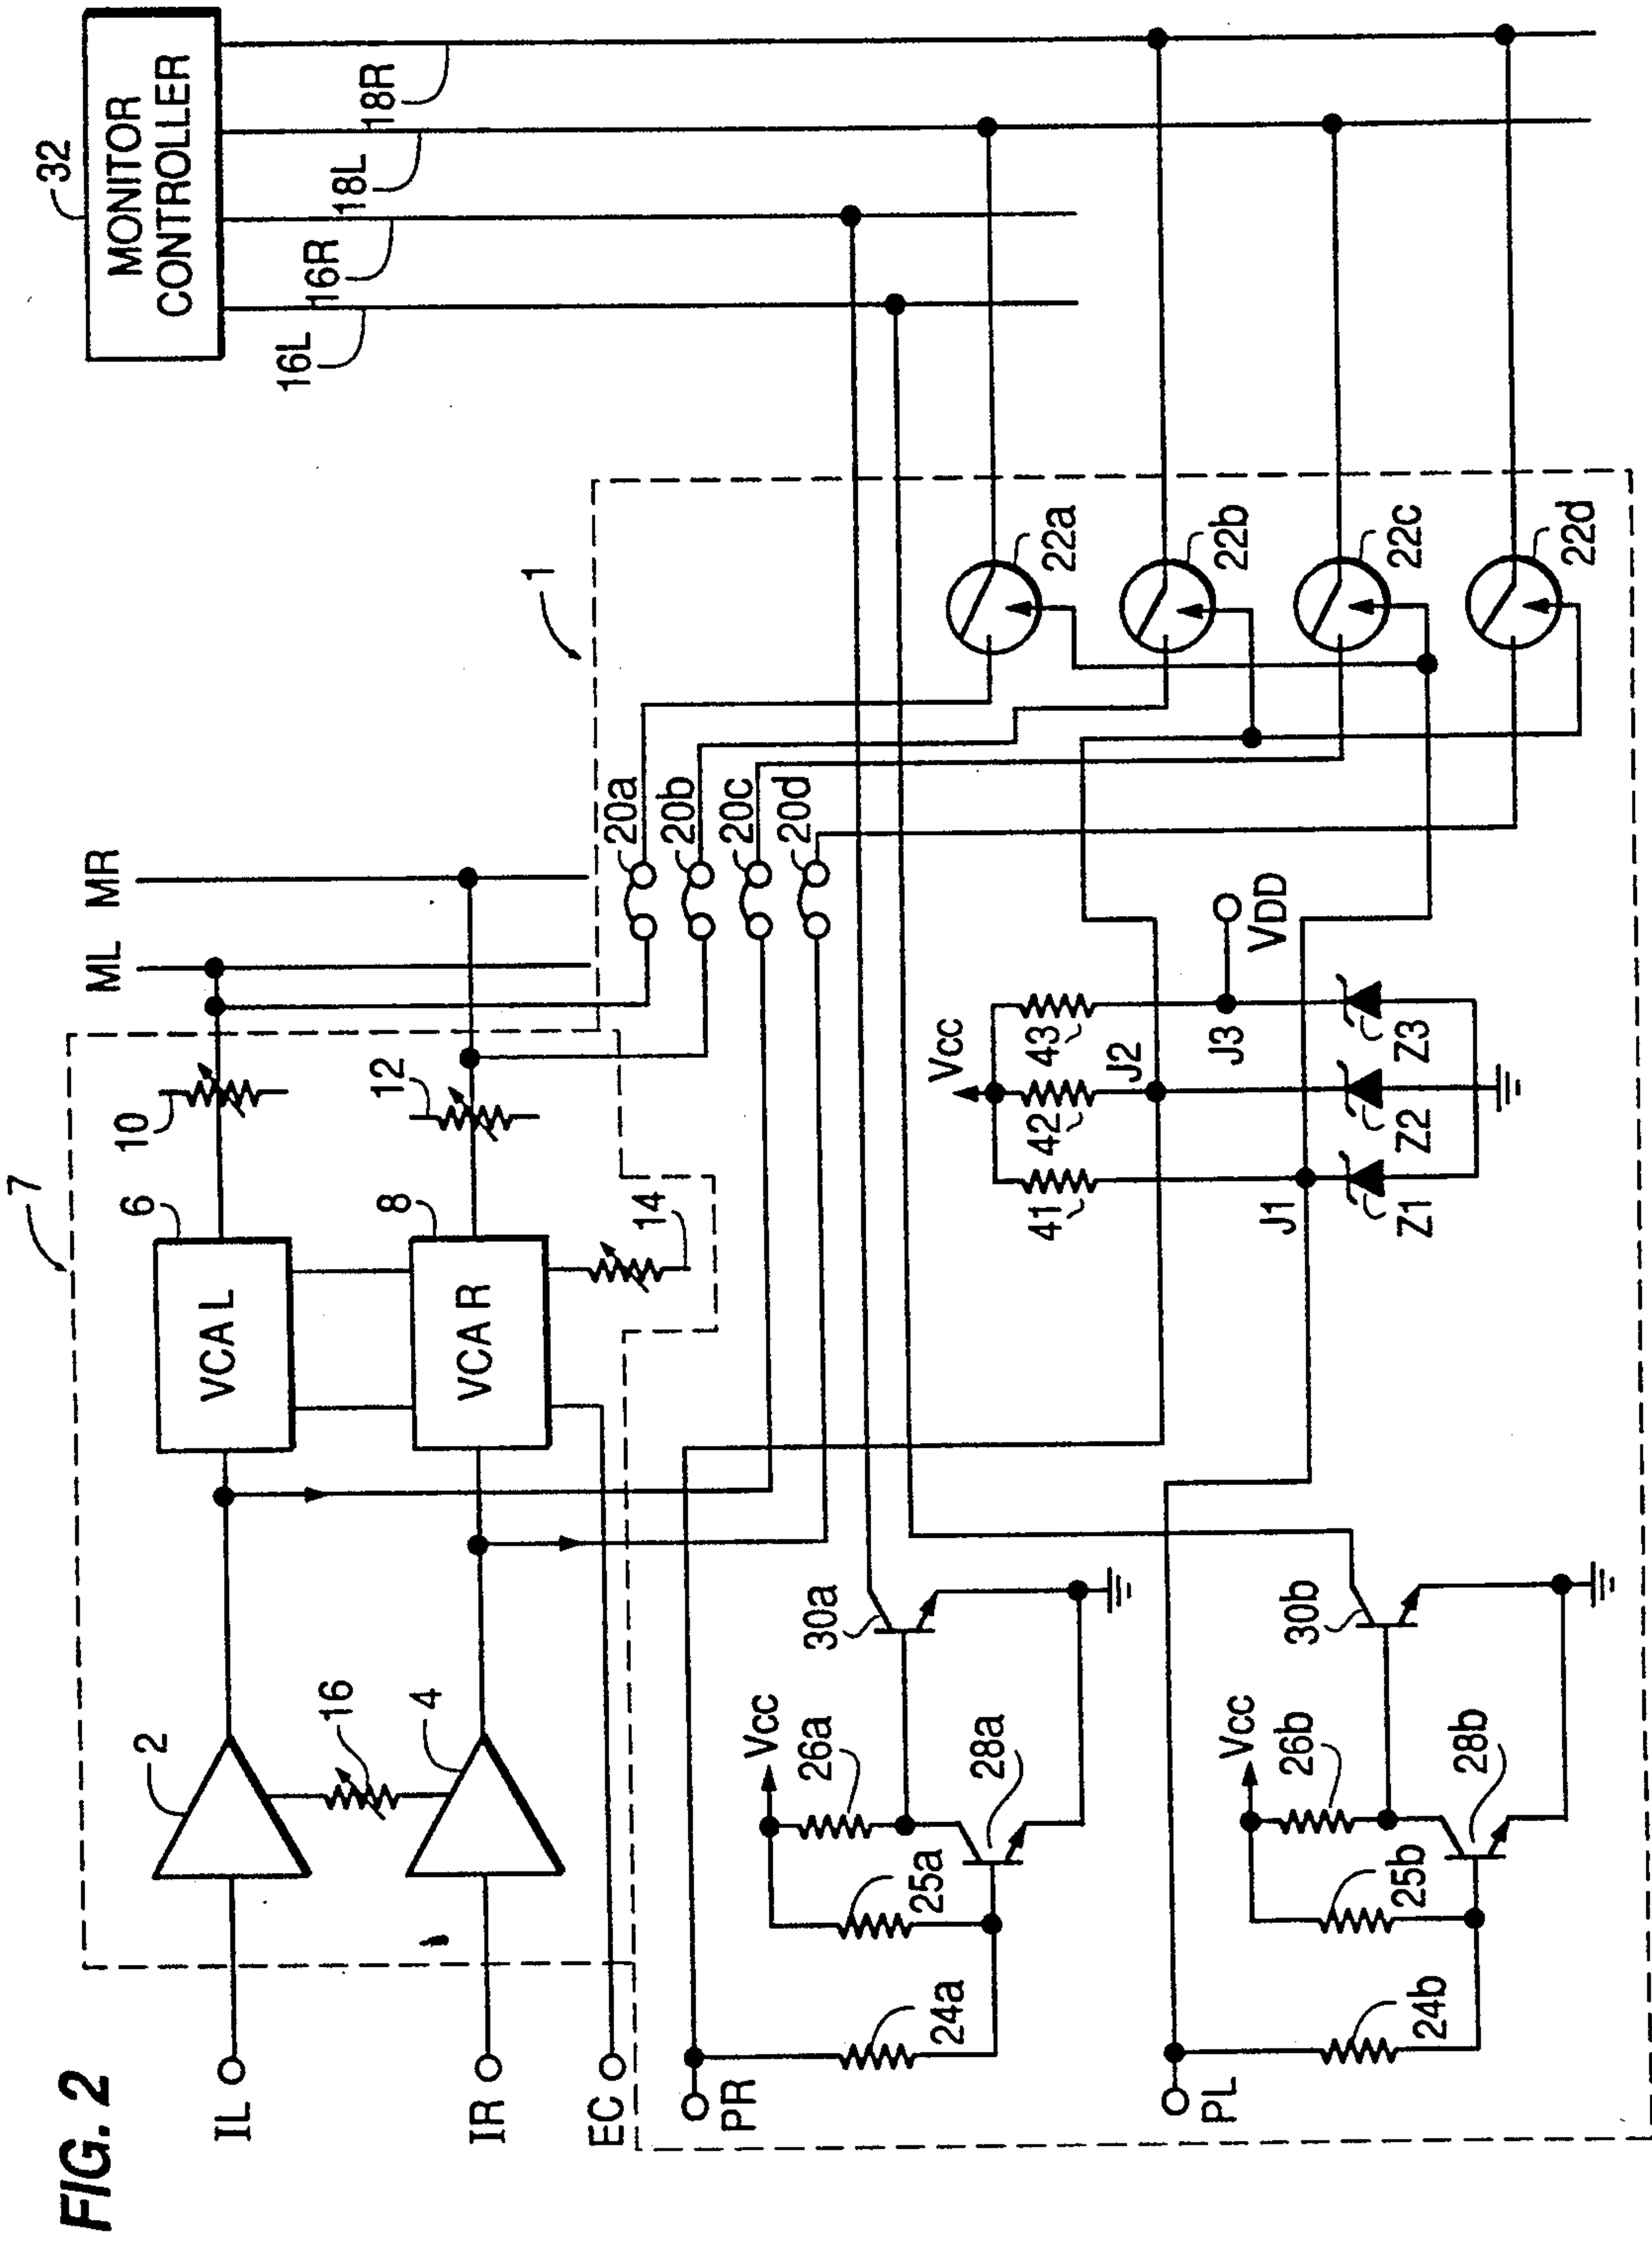 FIG. 2
7
IL
2
6
VCA L
10
ML
MR
16
IR
4
8
VCA R
12
14
EC
1
32
MONITOR
CONTROLLER
16L
16R
18L
18R
20a
20b
20c
20d
22a
22b
22c
22d
PR
24a
25a
26a
Vcc
28a
30a
PL
24b
25b
26b
Vcc
28b
30b
Vcc
41
42
43
J1
J2
J3
VDD
Z1
Z2
Z3